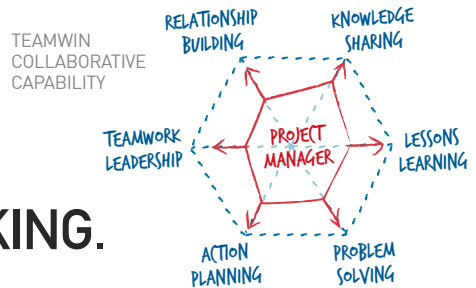 TEAMWIN
COLLABORATIVE
CAPABILITY
RELATIONSHIP
BUILDING
KNOWLEDGE
SHARING
TEAMWORK
LEADERSHIP
PROJECT
MANAGER
LESSONS
LEARNING
KING.
ACTION
PLANNING
PROBLEM
SOLVING